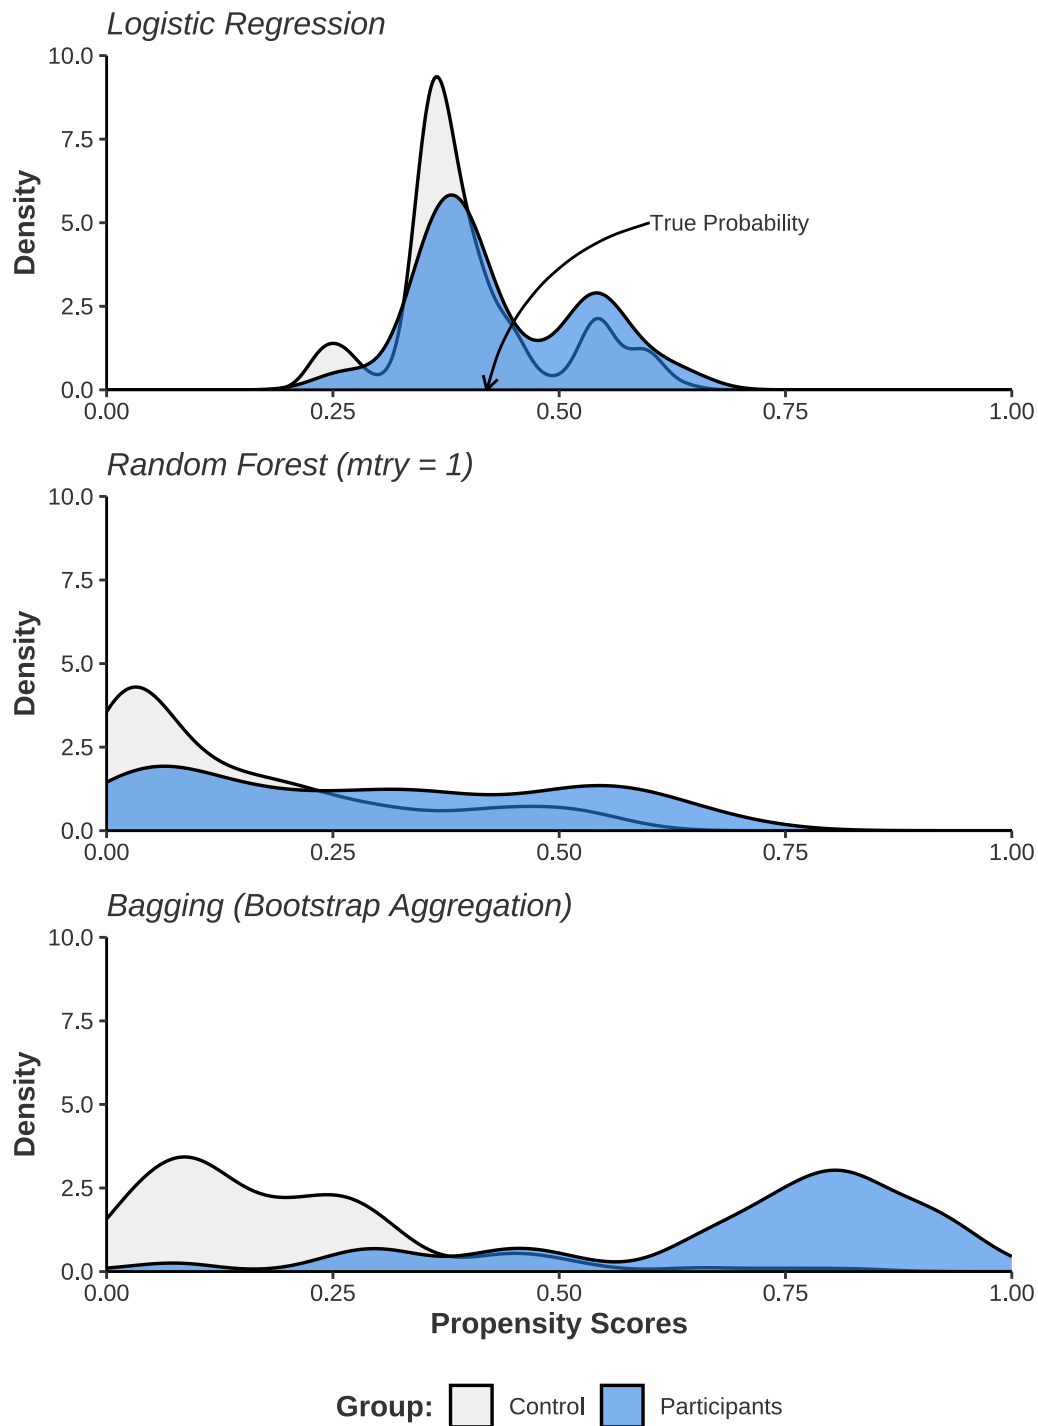 Logistic Regression
10.0
7.5
5.0
2.5
0.0
Density
True Probability
0.00 0.25 0.50 0.75 1.00
Random Forest (mtry = 1)
10.0
7.5
5.0
2.5
0.0
Density
0.00 0.25 0.50 0.75 1.00
Bagging (Bootstrap Aggregation)
10.0
7.5
5.0
2.5
0.0
Density
0.00 0.25 0.50 0.75 1.00
Propensity Scores
Group: Control Participants